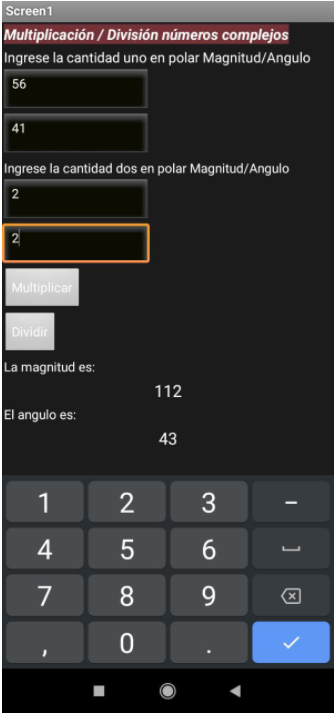 Screen1
Multiplicación / División números complejos
Ingrese la cantidad uno en polar Magnitud/Angulo
56
41
Ingrese la cantidad dos en polar Magnitud/Angulo
2
2
Multiplicar
Dividir
La magnitud es:
112
El angulo es:
43
1 2 3 –
4 5 6
7 8 9
, 0 .